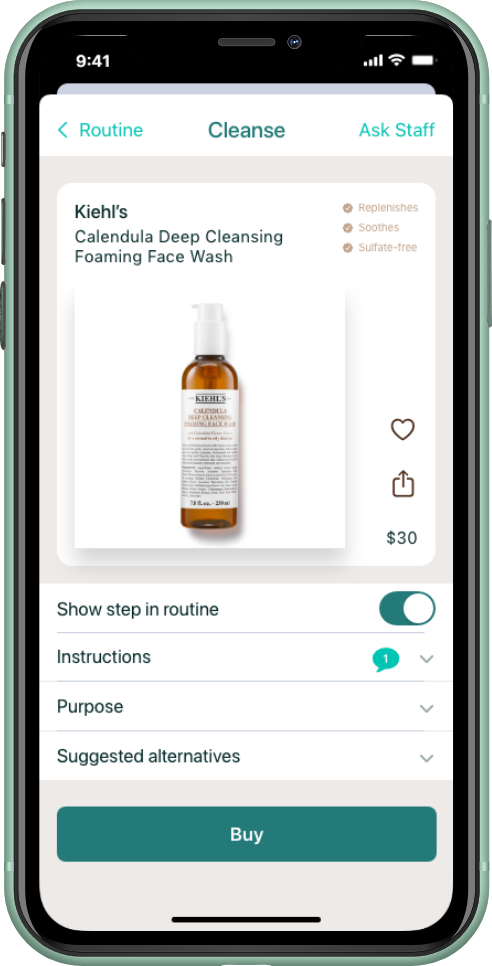 9:41
Routine
Cleanse
Ask Staff
Kiehl's
Calendula Deep Cleansing
Foaming Face Wash
Replenishes
Soothes
Sulfate-free
KIEHL'S
CALENDULA
DEEP CLEANSING
FOAMING FACE WASH
7.8 fl. oz. - 230 ml
$30
Show step in routine
Instructions
1
Purpose
Suggested alternatives
Buy